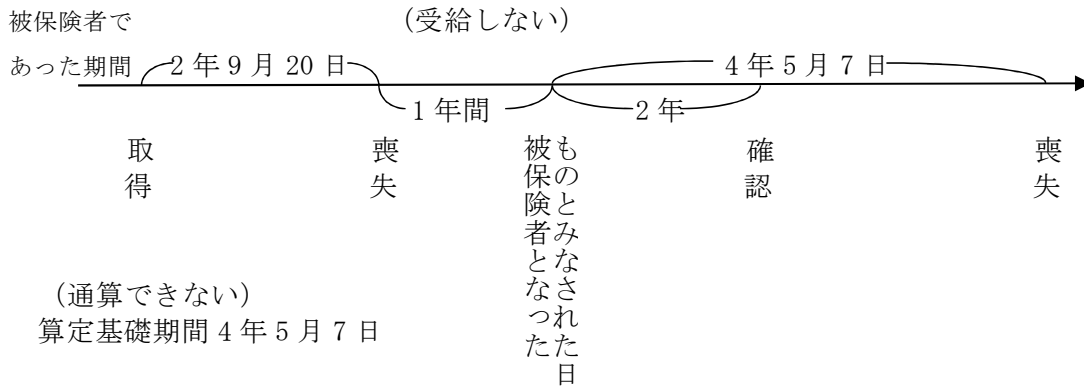 被保険者で
あった期間
(受給しない)
2年9月20日
4年5月7日
1年間
2年
取得
喪失
被保険者となった
ものとみなされた日
確認
喪失
(通算できない)
算定基礎期間4年5月7日